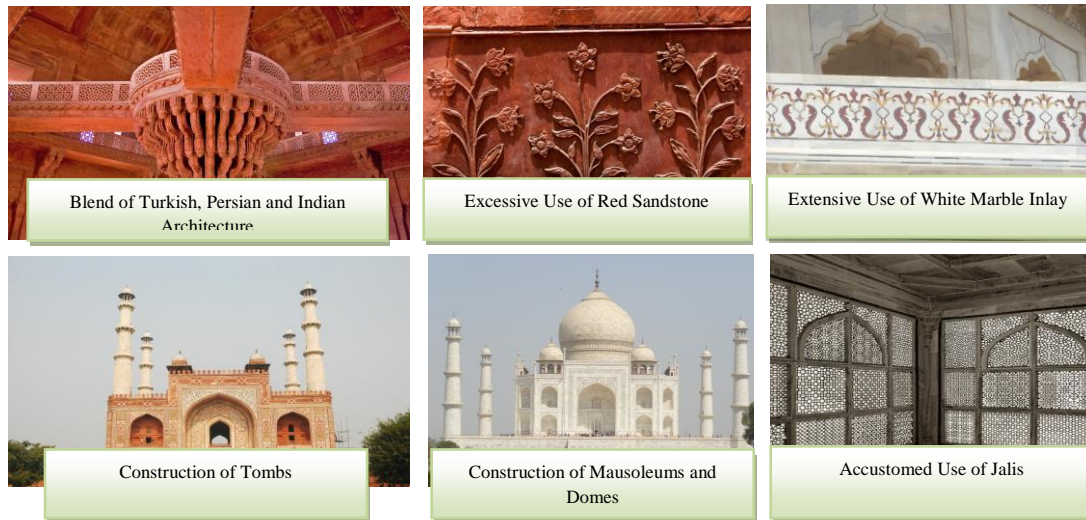 Blend of Turkish, Persian and Indian
Architecture
Excessive Use of Red Sandstone
Extensive Use of White Marble Inlay
Construction of Tombs
Construction of Mausoleums and
Domes
Accustomed Use of Jalis